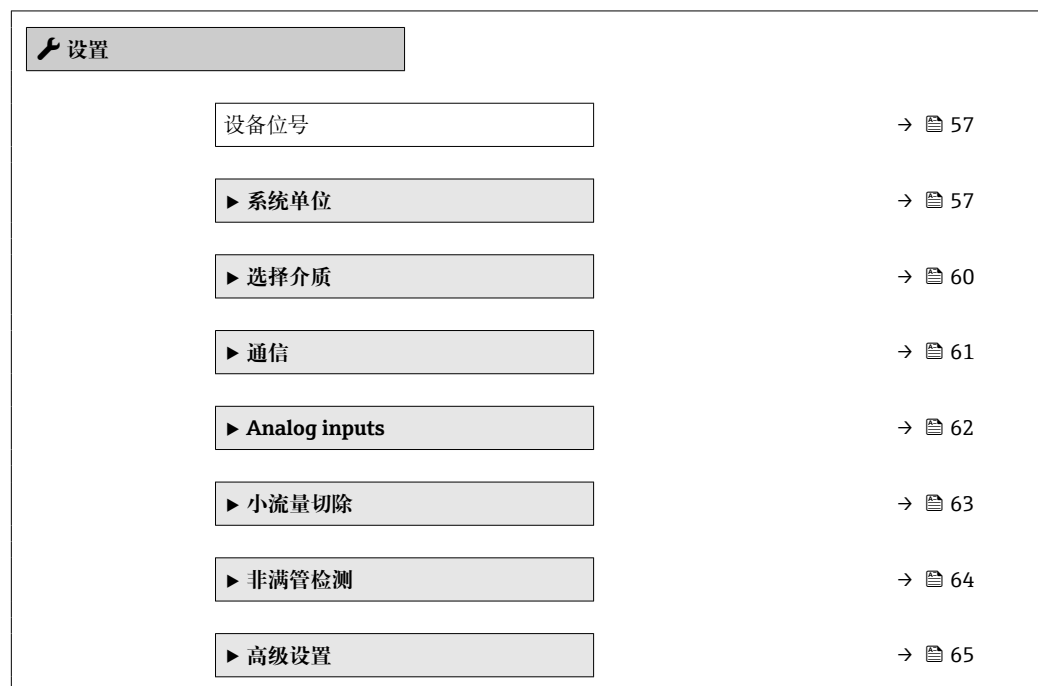 设置
设备位号 → 57
▶ 系统单位 → 57
▶ 选择介质 → 60
▶ 通信 → 61
▶ Analog inputs → 62
▶ 小流量切除 → 63
▶ 非满管检测 → 64
▶ 高级设置 → 65